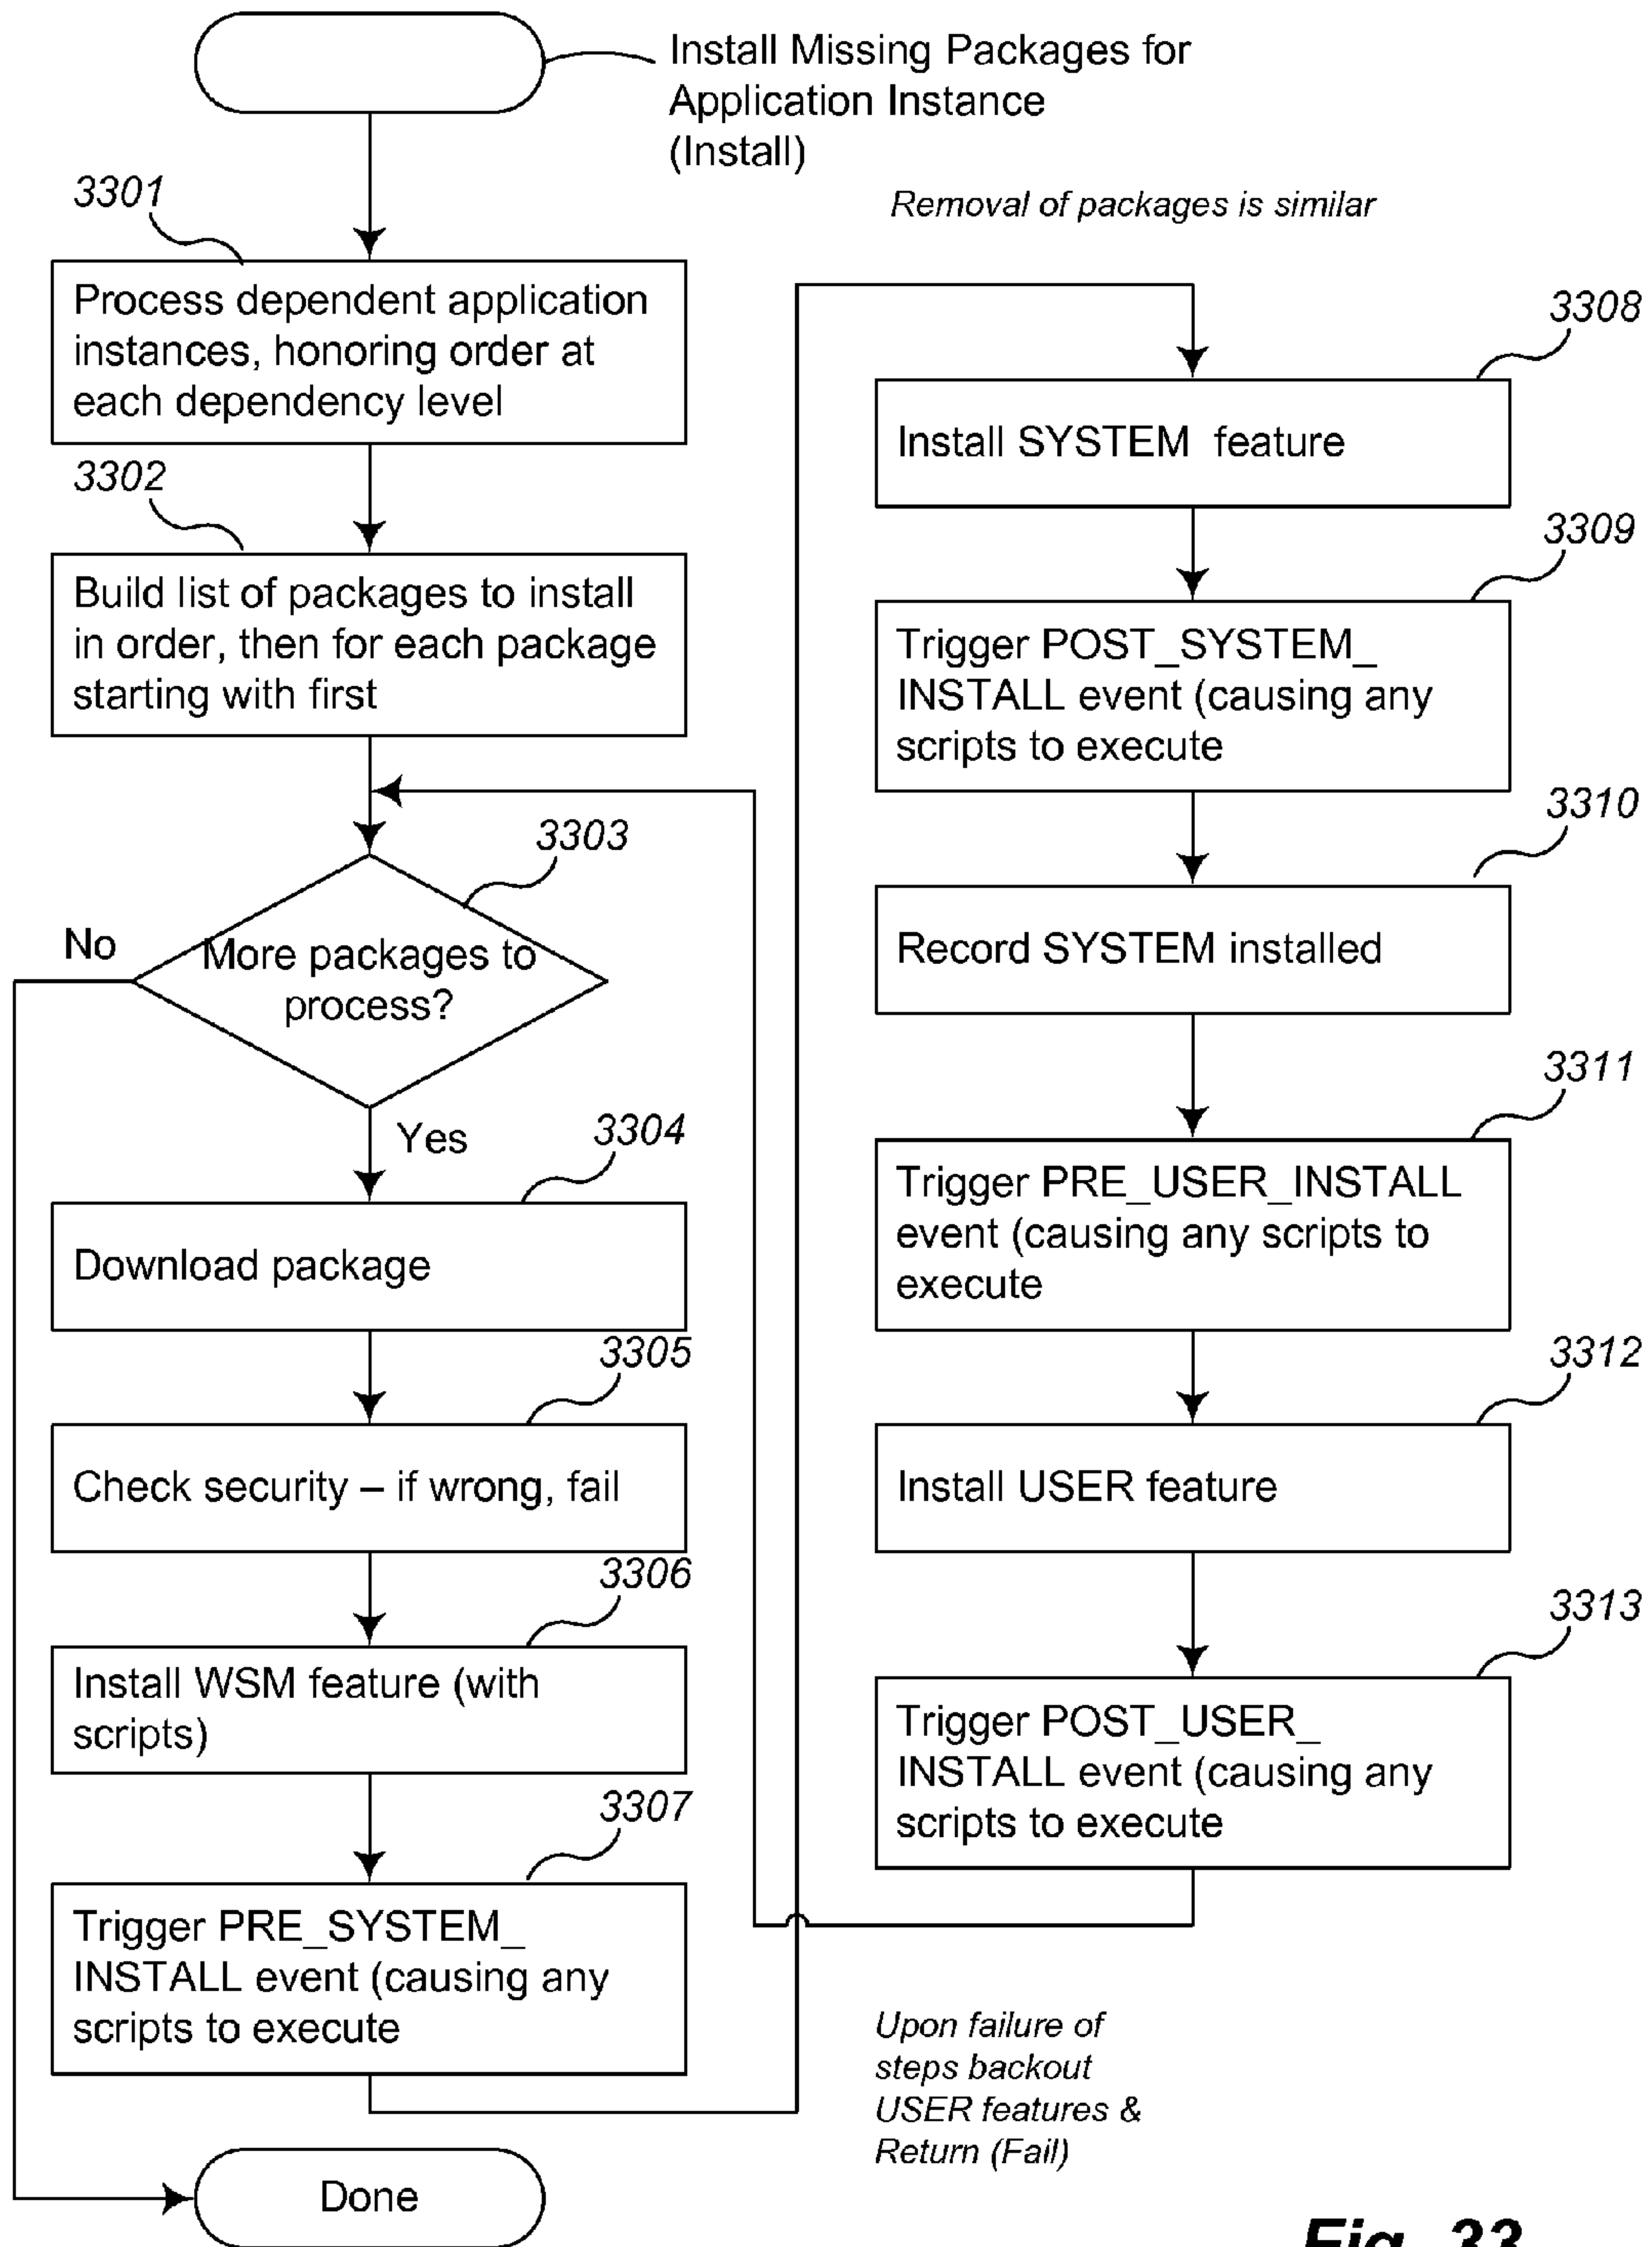 Install Missing Packages for
Application Instance
(Install)
3301
Process dependent application
instances, honoring order at
each dependency level
3302
Build list of packages to install
in order, then for each package
starting with first
3303
No
More packages to
process?
Yes
3304
Download package
3305
Check security – if wrong, fail
3306
Install WSM feature (with
scripts)
3307
Trigger PRE_SYSTEM_
INSTALL event (causing any
scripts to execute
Done
Removal of packages is similar
3308
Install SYSTEM feature
3309
Trigger POST_SYSTEM_
INSTALL event (causing any
scripts to execute
3310
Record SYSTEM installed
3311
Trigger PRE_USER_INSTALL
event (causing any scripts to
execute
3312
Install USER feature
3313
Trigger POST_USER_
INSTALL event (causing any
scripts to execute
Upon failure of
steps backout
USER features &
Return (Fail)
Fig. 33